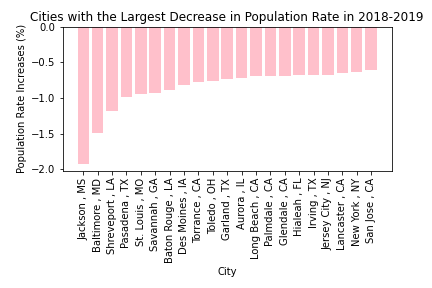 Cities with the Largest Decrease in Population Rate in 2018-2019
Population Rate Increases (%)
0.0
−0.5
−1.0
−1.5
−2.0
Jackson , MS
Baltimore , MD
Shreveport , LA
Pasadena , TX
St. Louis , MO
Savannah , GA
Baton Rouge , LA
Des Moines , IA
Torrance , CA
Toledo , OH
Garland , TX
Aurora , IL
Long Beach , CA
Palmdale , CA
Glendale , CA
Hialeah , FL
Irving , TX
Jersey City , NJ
Lancaster , CA
New York , NY
San Jose , CA
City